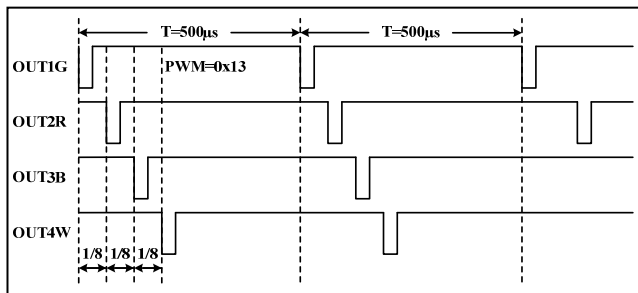 T=500μs T=500μs
OUT1G PWM=0x13
OUT2R
OUT3B
OUT4W
1/8 1/8 1/8